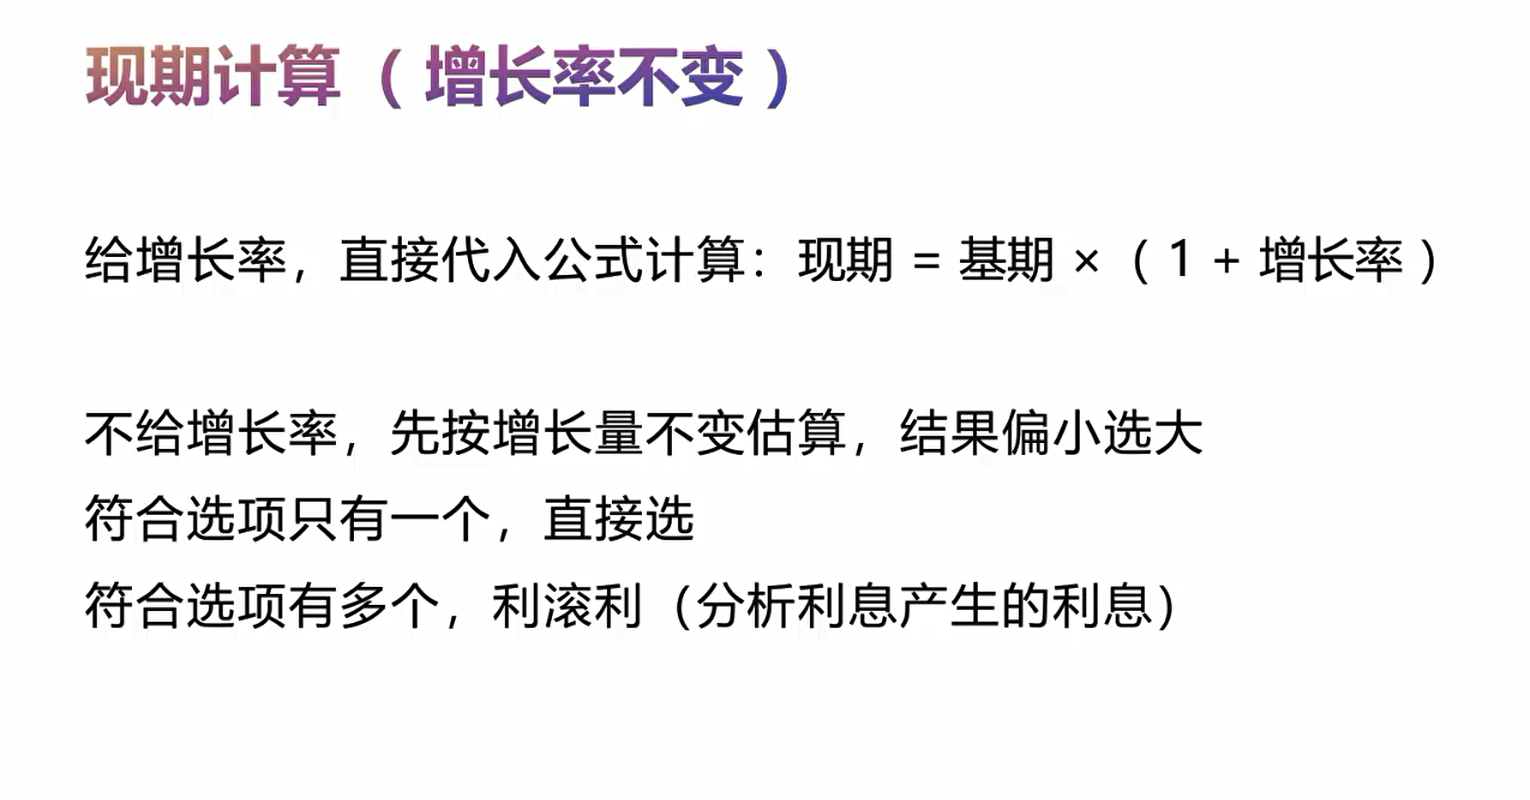 现期计算（增长率不变）
给增长率，直接代入公式计算：现期 = 基期 ×（ 1 + 增长率 ）
不给增长率，先按增长量不变估算，结果偏小选大
符合选项只有一个，直接选
符合选项有多个，利滚利（分析利息产生的利息）